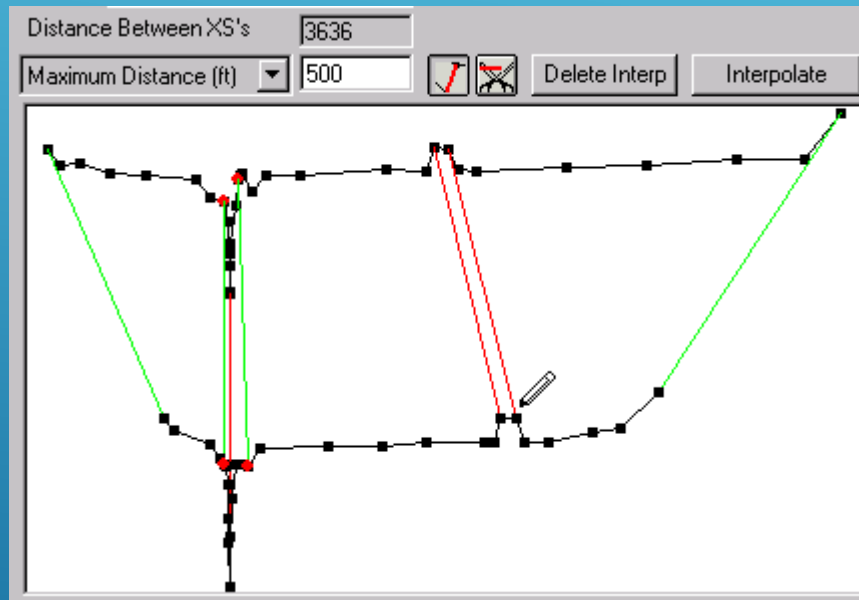 Distance Between XS's 3636
Maximum Distance (ft) 500 Delete Interp Interpolate